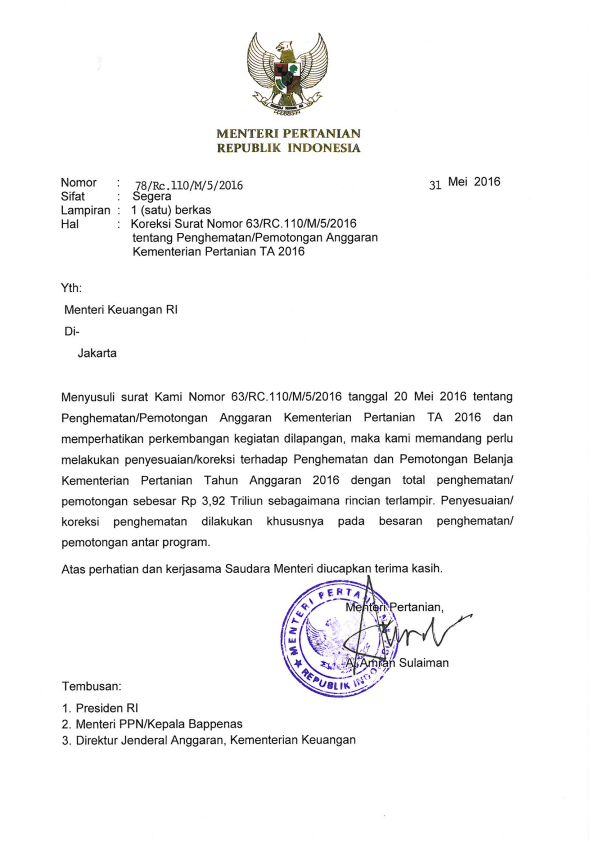 MENTERI PERTANIAN
REPUBLIK INDONESIA
Nomor : 78/Rc.110/M/5/2016
31 Mei 2016
Sifat : Segera
Lampiran : 1 (satu) berkas
Hal : Koreksi Surat Nomor 63/RC.110/M/5/2016
tentang Penghematan/Pemotongan Anggaran
Kementerian Pertanian TA 2016
Yth:
Menteri Keuangan RI
Di-
Jakarta
Menyusuli surat Kami Nomor 63/RC.110/M/5/2016 tanggal 20 Mei 2016 tentang
Penghematan/Pemotongan Anggaran Kementerian Pertanian TA 2016 dan
memperhatikan perkembangan kegiatan dilapangan, maka kami memandang perlu
melakukan penyesuaian/koreksi terhadap Penghematan dan Pemotongan Belanja
Kementerian Pertanian Tahun Anggaran 2016 dengan total penghematan/
pemotongan sebesar Rp 3,92 Triliun sebagaimana rincian terlampir. Penyesuaian/
koreksi penghematan dilakukan khususnya pada besaran penghematan/
pemotongan antar program.
Atas perhatian dan kerjasama Saudara Menteri diucapkan terima kasih.
Menteri Pertanian,
MENTERI PERTANIAN
REPUBLIK INDONESIA
A. Amran Sulaiman
Tembusan:
1. Presiden RI
2. Menteri PPN/Kepala Bappenas
3. Direktur Jenderal Anggaran, Kementerian Keuangan